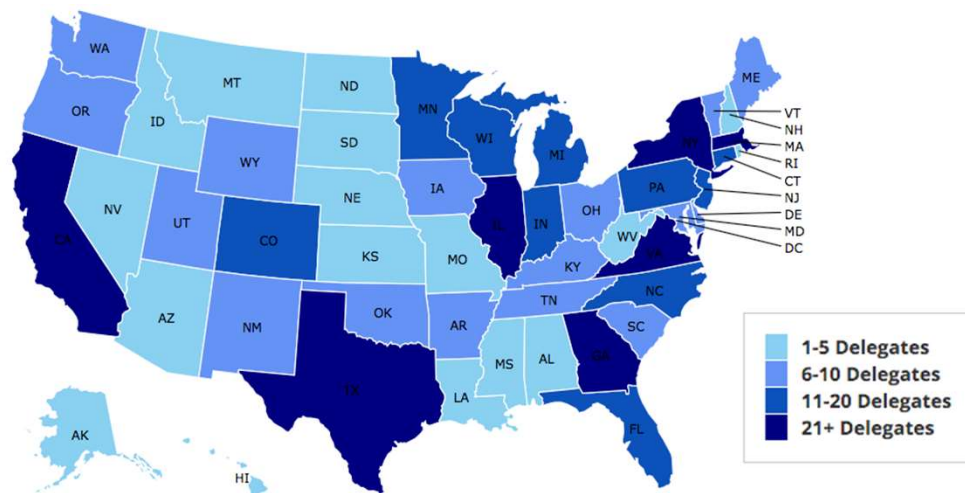 WA
MT
ND
ME
OR
ID
MN
VT
NH
SD
WI
MI
NY
MA
RI
WY
CT
IA
NE
PA
NJ
NV
UT
IL
IN
OH
DE
CA
CO
MD
WV
DC
KS
MO
VA
KY
NC
TN
AZ
NM
OK
AR
SC
MS
AL
GA
TX
LA
FL
AK
HI
1-5 Delegates
6-10 Delegates
11-20 Delegates
21+ Delegates